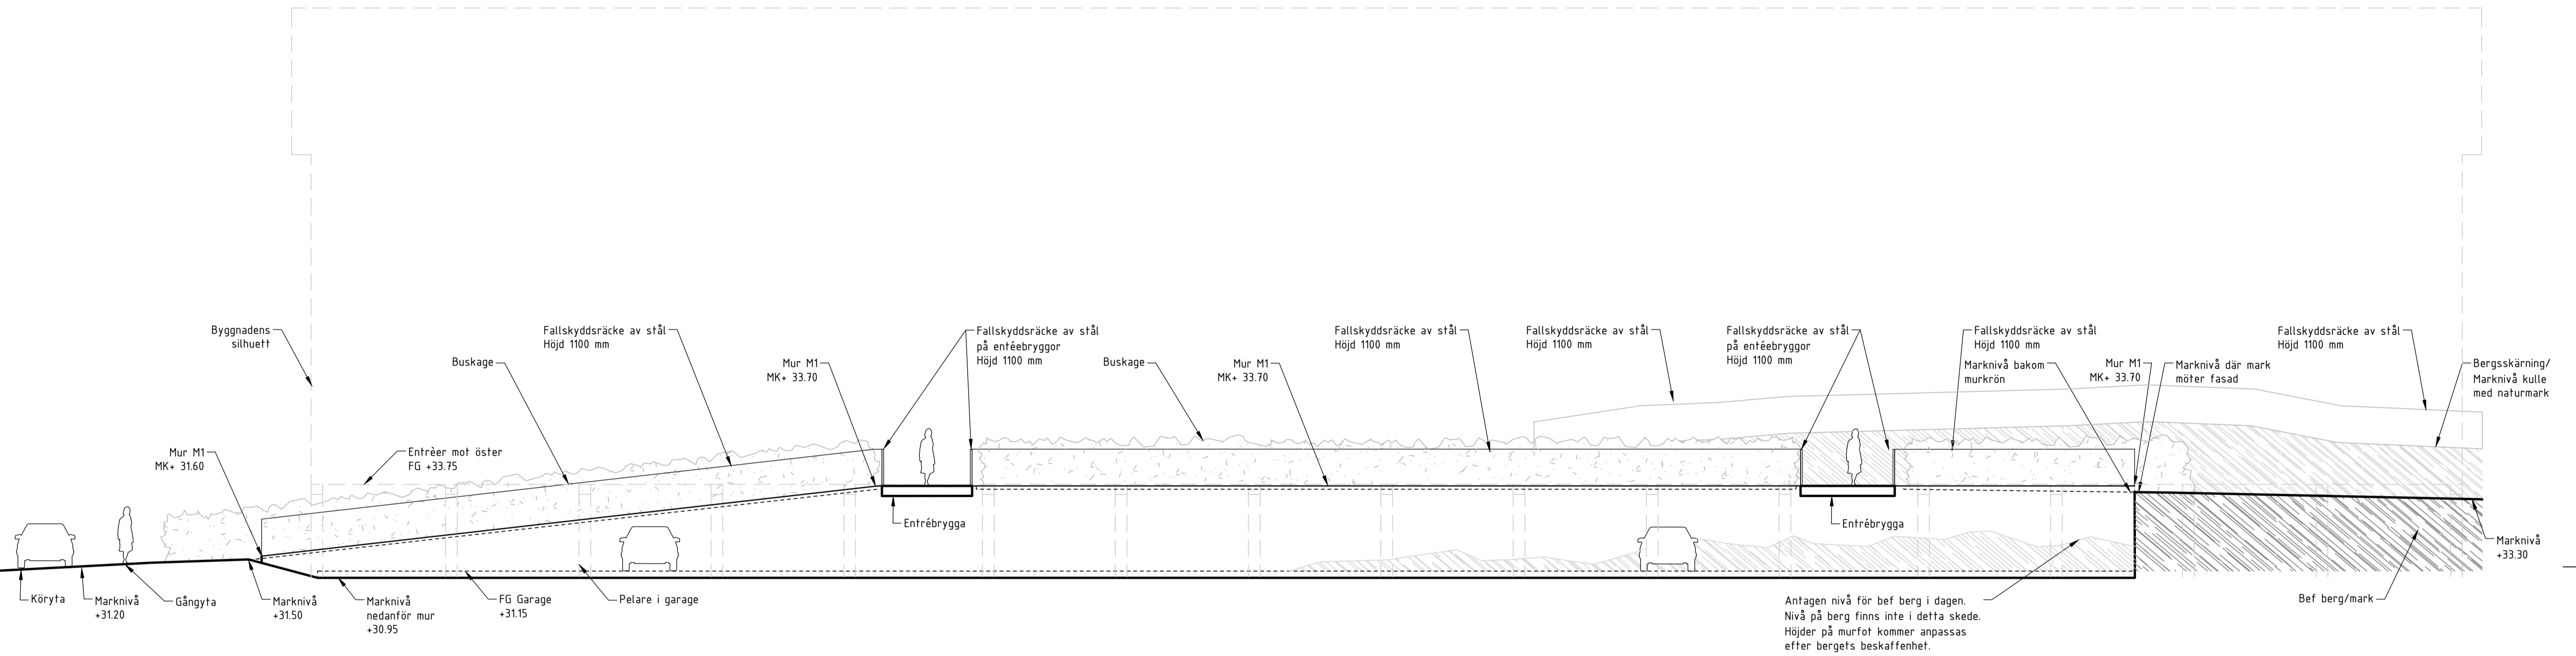 Byggnadens
silhuett
Fallskyddsräcke av stål
Höjd 1100 mm
Fallskyddsräcke av stål
på entéebryggor
Höjd 1100 mm
Fallskyddsräcke av stål
Höjd 1100 mm
Fallskyddsräcke av stål
Höjd 1100 mm
Fallskyddsräcke av stål
på entéebryggor
Höjd 1100 mm
Fallskyddsräcke av stål
Höjd 1100 mm
Fallskyddsräcke av stål
Höjd 1100 mm
Buskage
Mur M1
MK+ 33.70
Buskage
Mur M1
MK+ 33.70
Marknivå bakom
murkrön
Mur M1
MK+ 33.70
Marknivå där mark
möter fasad
Bergsskärning/
Marknivå kulle
med naturmark
Mur M1
MK+ 31.60
Entrèer mot öster
FG +33.75
Entrébrygga
Entrébrygga
Marknivå
+33.30
Köryta
Marknivå
+31.20
Gångyta
Marknivå
+31.50
Marknivå
nedanför mur
+30.95
FG Garage
+31.15
Pelare i garage
Antagen nivå för bef berg i dagen.
Nivå på berg finns inte i detta skede.
Höjder på murfot kommer anpassas
efter bergets beskaffenhet.
Bef berg/mark